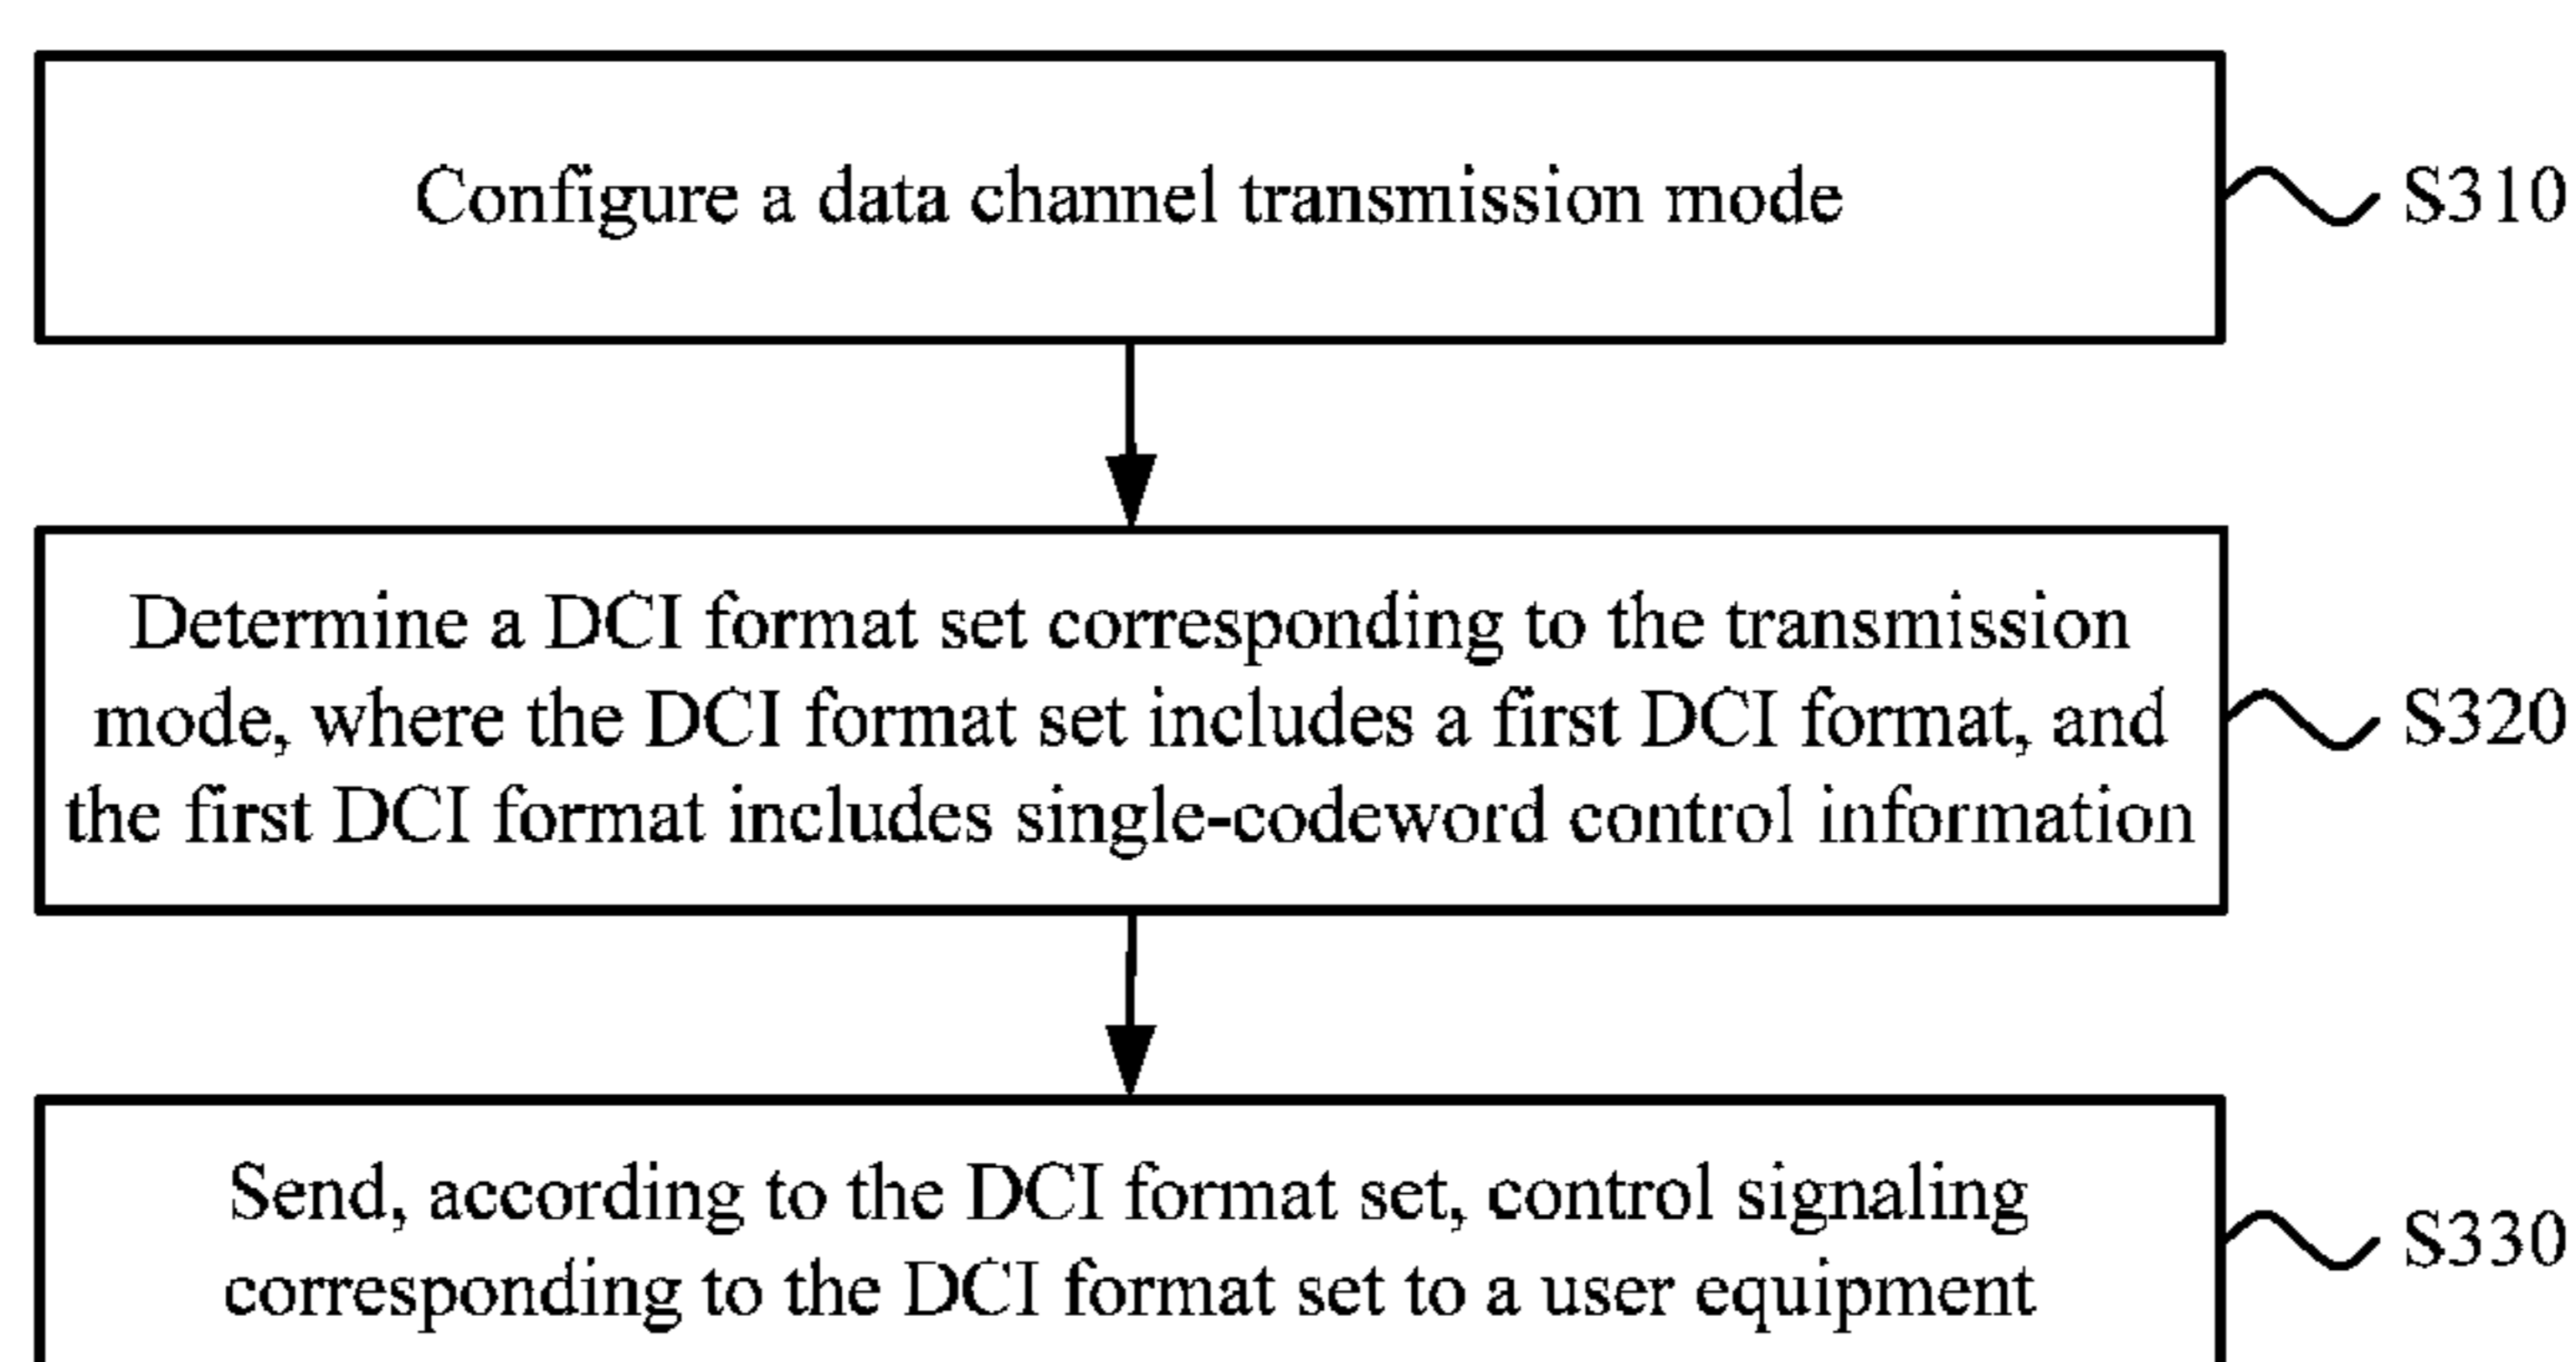 Configure a data channel transmission mode
S310
Determine a DCI format set corresponding to the transmission
mode, where the DCI format set includes a first DCI format, and
the first DCI format includes single-codeword control information
S320
Send, according to the DCI format set, control signaling
corresponding to the DCI format set to a user equipment
S330